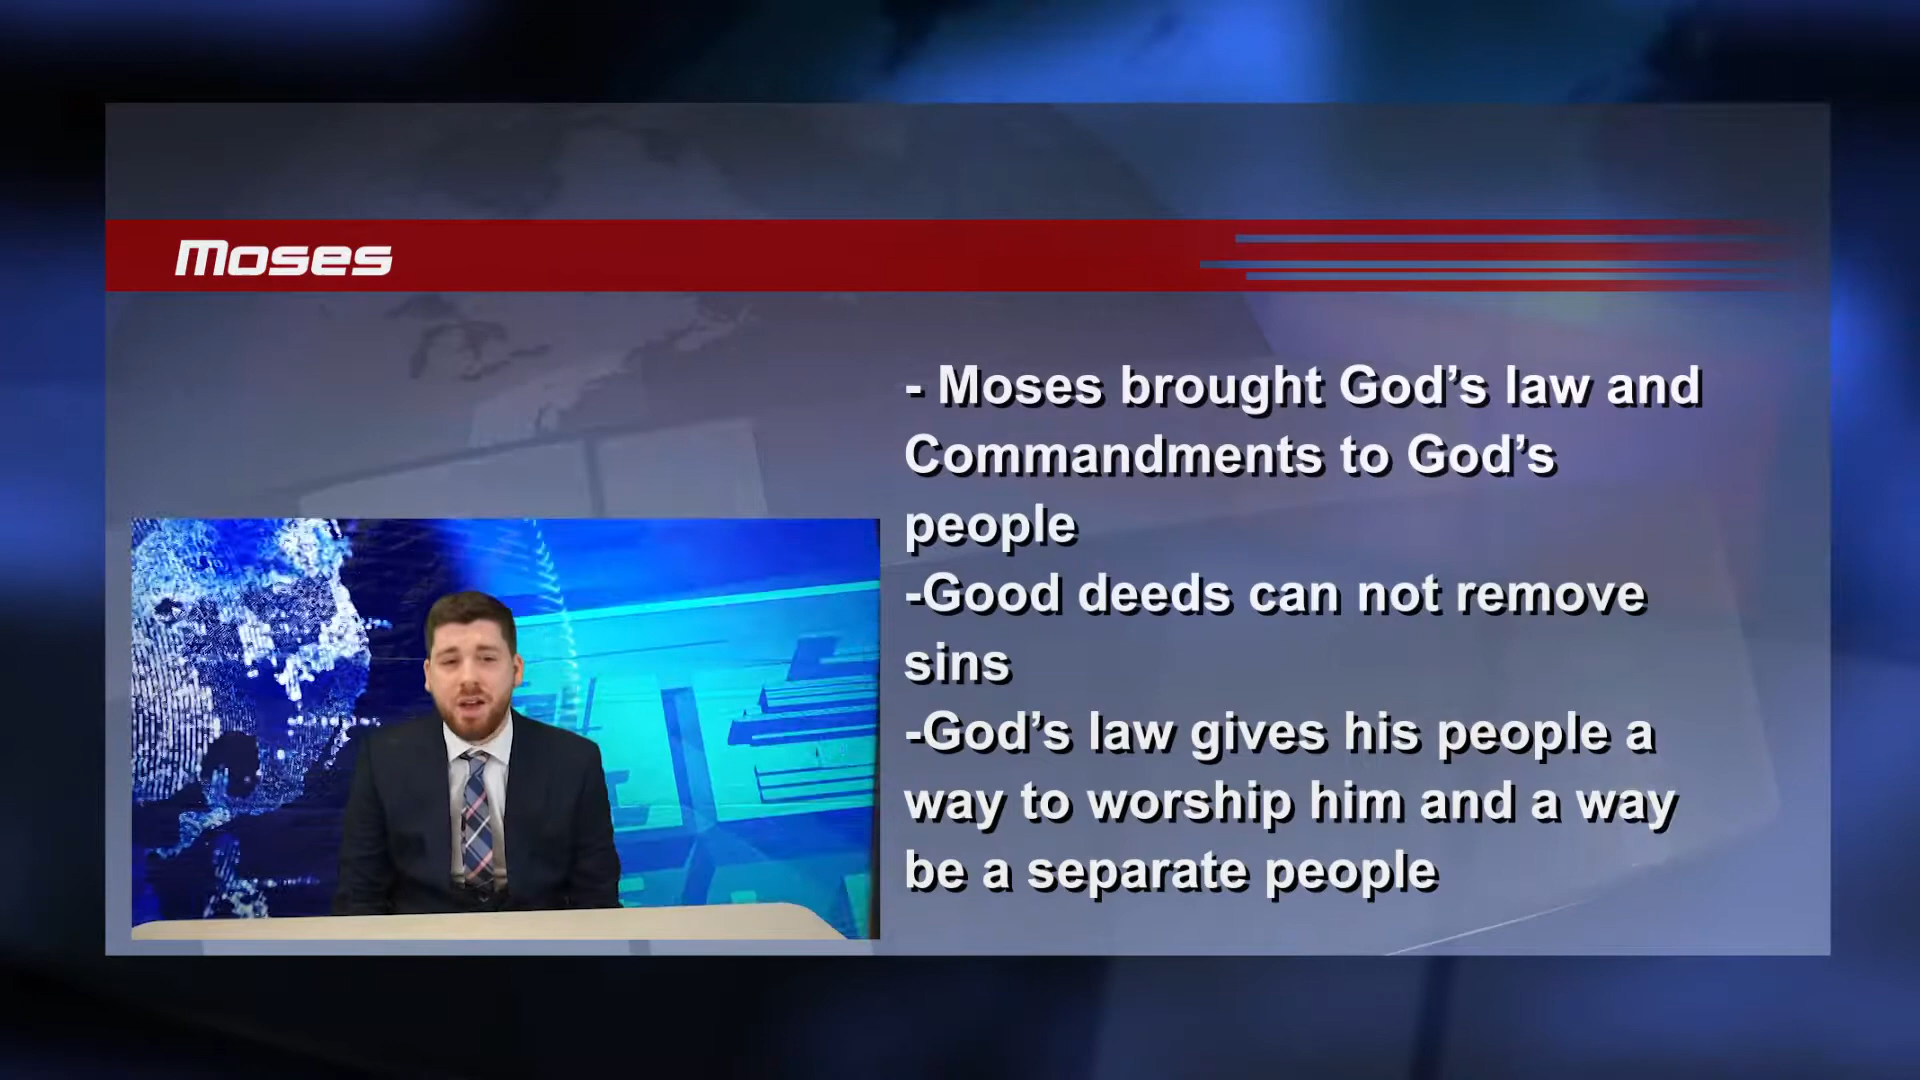 Moses
- Moses brought God’s law and
Commandments to God’s
people
-Good deeds can not remove
sins
-God’s law gives his people a
way to worship him and a way
be a separate people